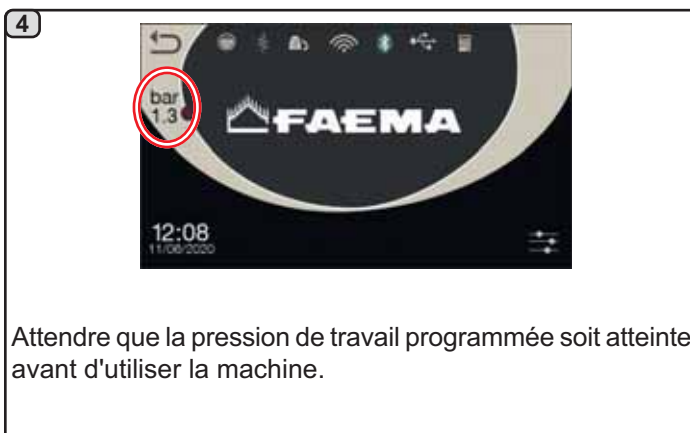 4
bar
1.3
FAEMA
12:08
11/06/2020
Attendre que la pression de travail programmée soit atteinte
avant d'utiliser la machine.